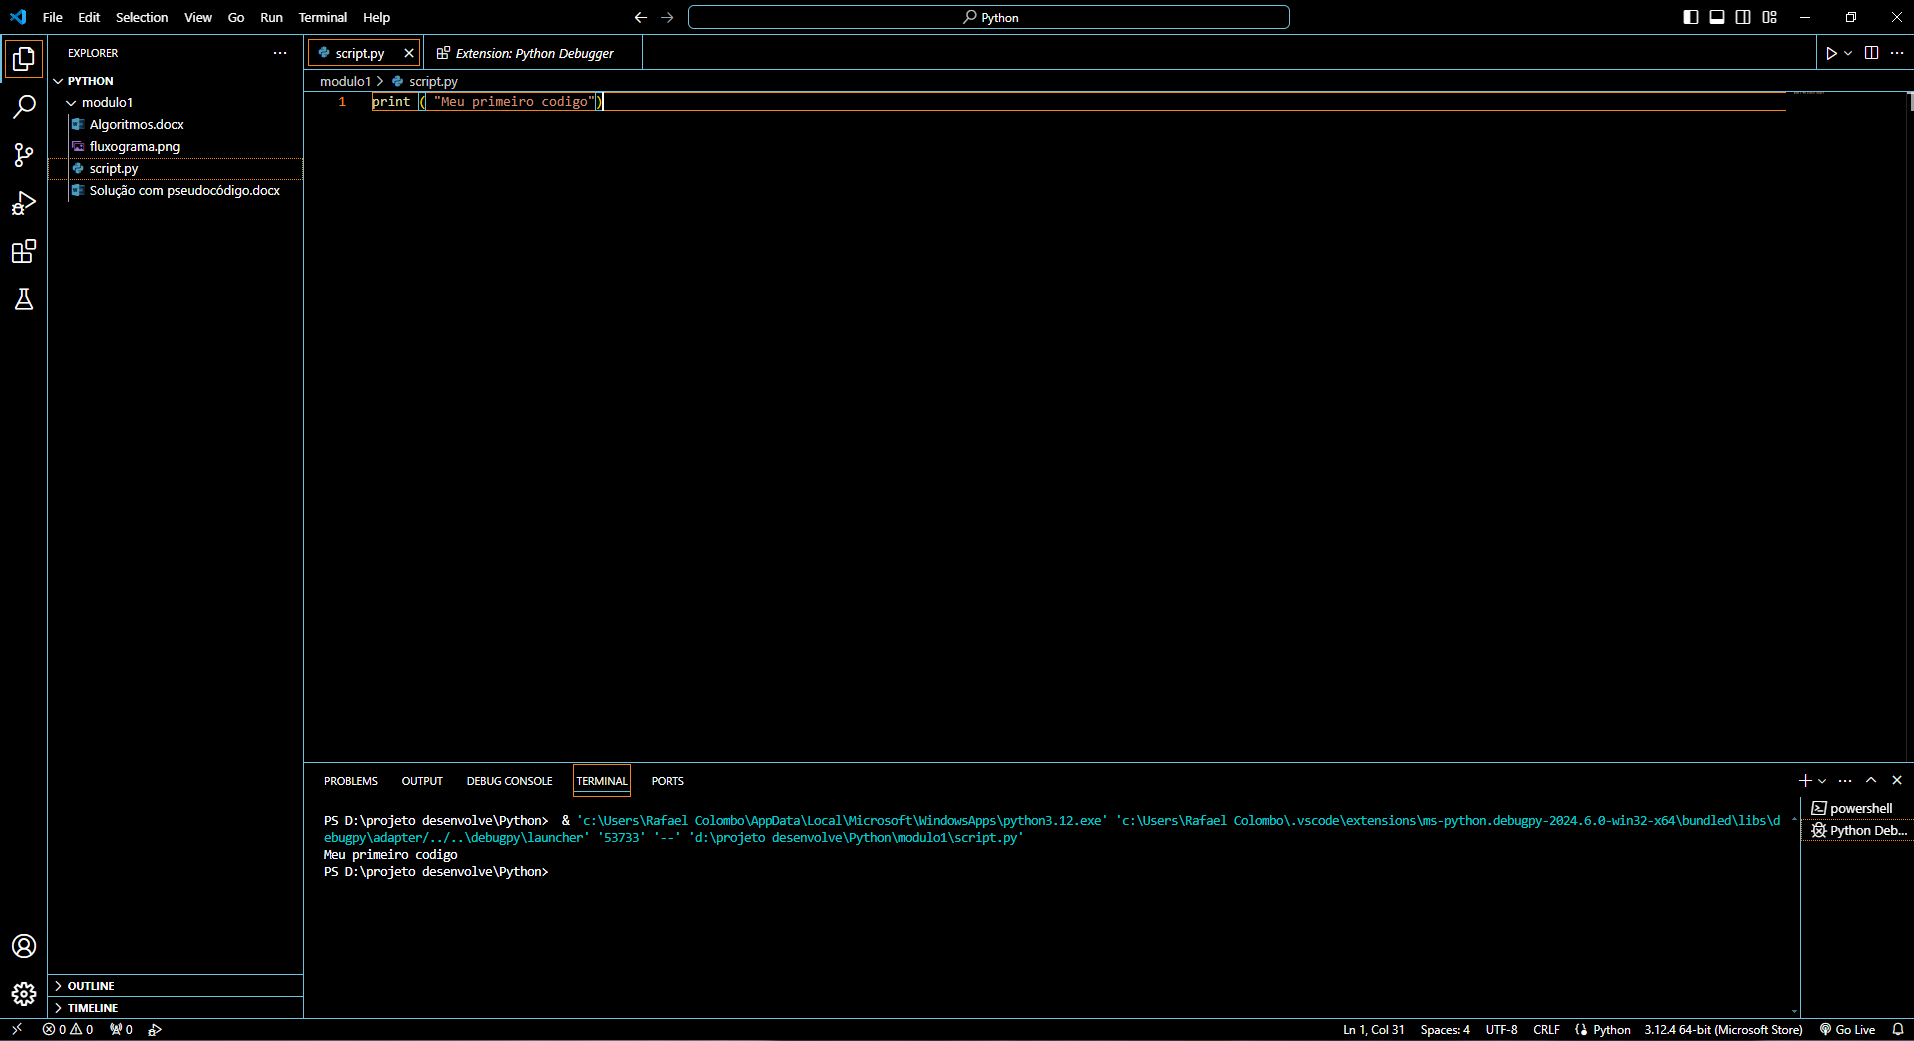 File Edit Selection View Go Run Terminal Help
Python
EXPLORER
PYTHON
modulo1
Algoritmos.docx
fluxograma.png
script.py
Solução com pseudocódigo.docx
OUTLINE
TIMELINE
script.py
Extension: Python Debugger
modulo1 > script.py
1 print ( "Meu primeiro codigo")
PROBLEMS OUTPUT DEBUG CONSOLE TERMINAL PORTS
PS D:\projeto desenvolve\Python>  & 'c:\Users\Rafael Colombo\AppData\Local\Microsoft\WindowsApps\python3.12.exe' 'c:\Users\Rafael Colombo\.vscode\extensions\ms-python.debugpy-2024.6.0-win32-x64\bundled\libs\d
ebugpy\adapter/../..\debugpy\launcher' '53733' '--' 'd:\projeto desenvolve\Python\modulo1\script.py'
Meu primeiro codigo
PS D:\projeto desenvolve\Python>
powershell
Python Deb...
0 0 0
Ln 1, Col 31 Spaces: 4 UTF-8 CRLF Python 3.12.4 64-bit (Microsoft Store) Go Live